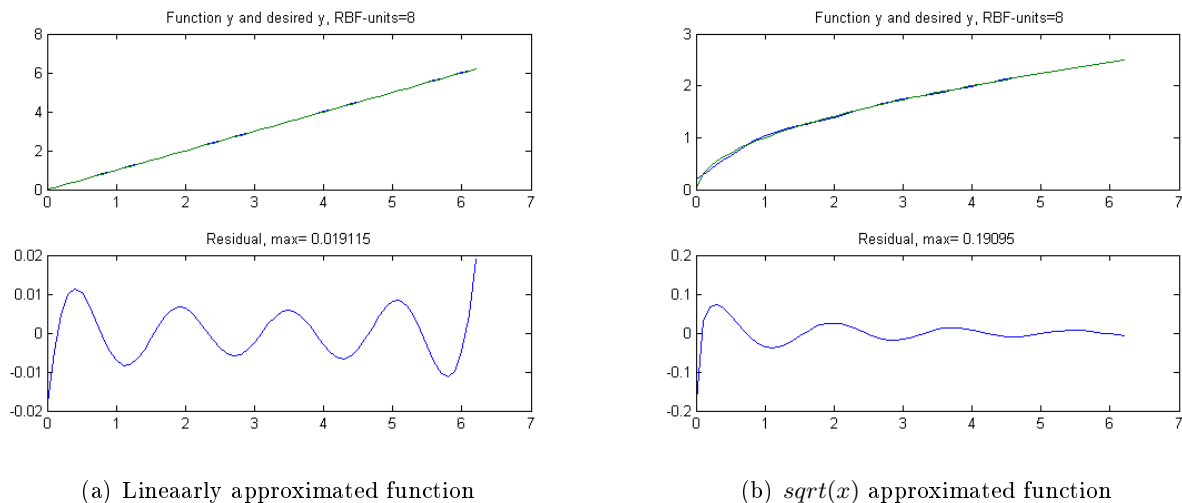 Function y and desired y, RBF-units=8
8
6
4
2
0
0 1 2 3 4 5 6 7
Residual, max= 0.019115
0.02
0.01
0
-0.01
-0.02
0 1 2 3 4 5 6 7
(a) Lineaarly approximated function
Function y and desired y, RBF-units=8
3
2
1
0
0 1 2 3 4 5 6 7
Residual, max= 0.19095
0.2
0.1
0
-0.1
-0.2
0 1 2 3 4 5 6 7
(b) sqrt(x) approximated function